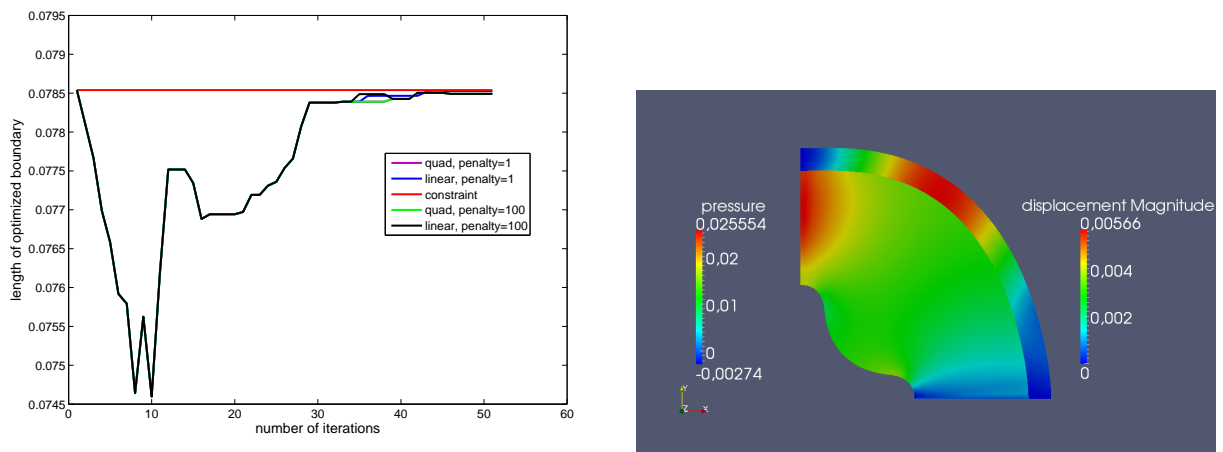 0.0795
0.079
0.0785
0.078
0.0775
0.077
0.0765
0.076
0.0755
0.075
0.0745
0 10 20 30 40 50 60
number of iterations
length of optimized boundary
quad, penalty=1
linear, penalty=1
constraint
quad, penalty=100
linear, penalty=100
pressure
0,025554
0,02
0,01
0
-0,00274
displacement Magnitude
0,00566
0,004
0,002
0
Y
Z X